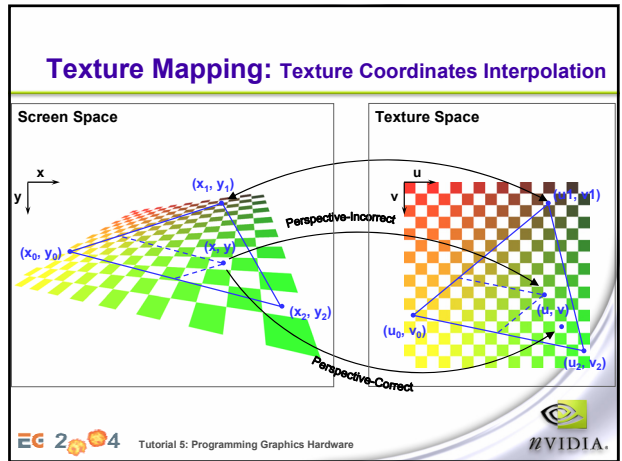 Texture Mapping: Texture Coordinates Interpolation
Screen Space
Texture Space
x
y
u
v
(x₁, y₁)
(u1, v1)
Perspective-Incorrect
(x₀, y₀)
(x, y)
(x₂, y₂)
(u, v)
(u₀, v₀)
(u₂, v₂)
Perspective-Correct
EG 2004
Tutorial 5: Programming Graphics Hardware
nVIDIA.